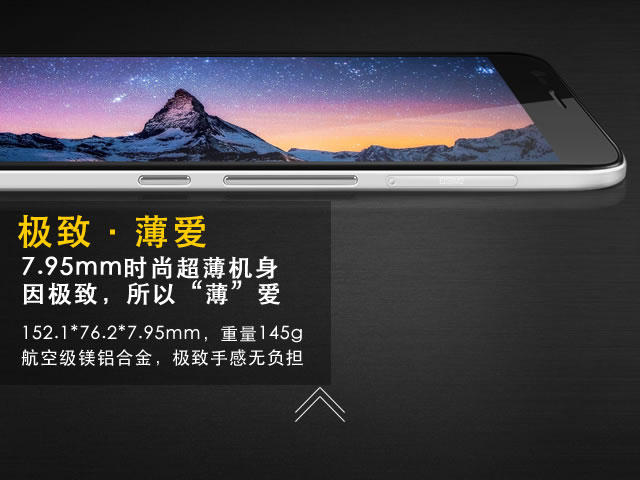 极致·薄爱
7.95mm时尚超薄机身
因极致，所以“薄”爱
152.1*76.2*7.95mm，重量145g
航空级镁铝合金，极致手感无负担